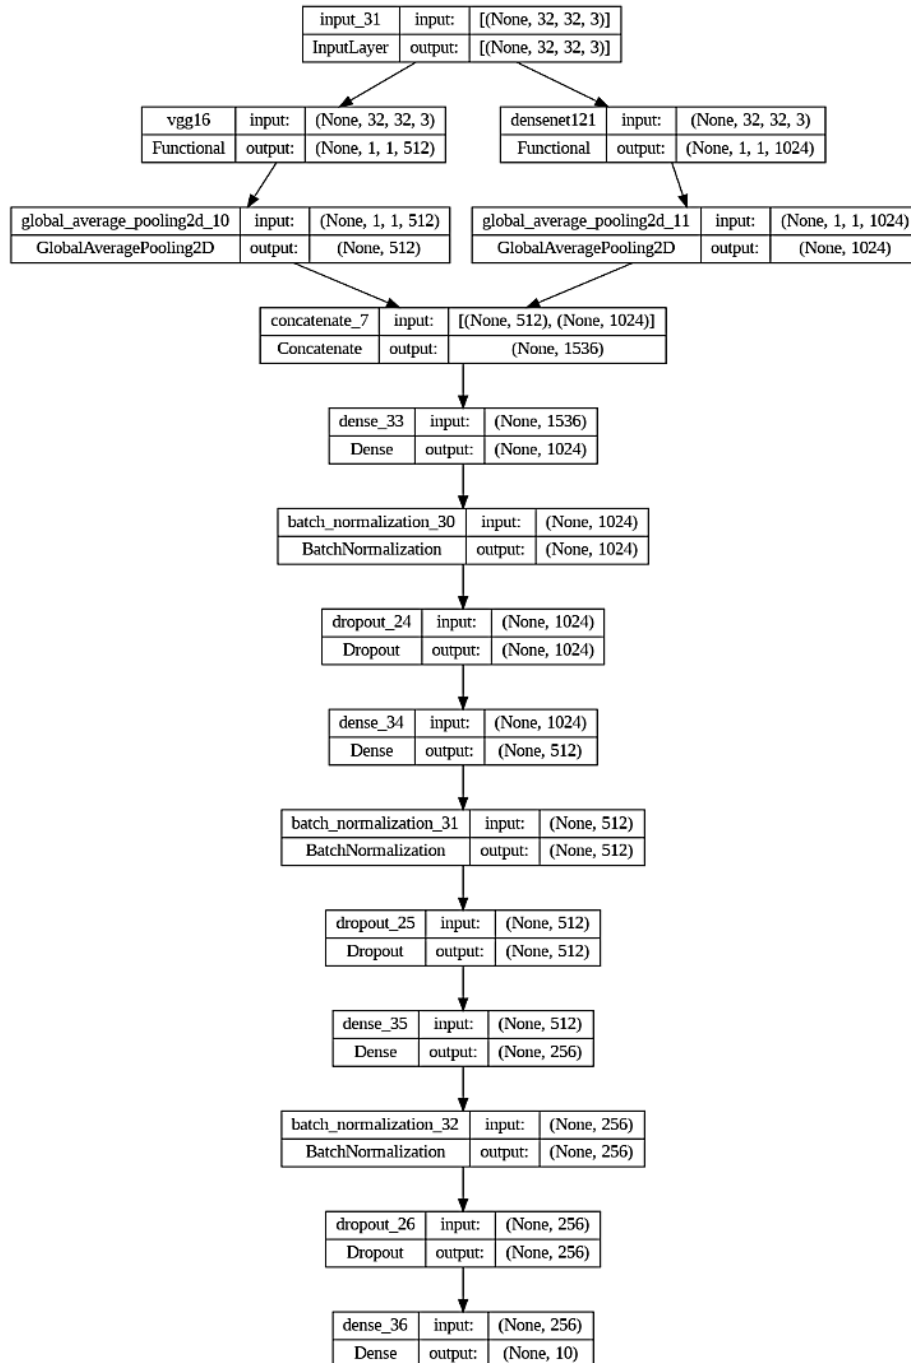 input_31 input: [(None, 32, 32, 3)]
InputLayer output: [(None, 32, 32, 3)]
vgg16 input: (None, 32, 32, 3)
Functional output: (None, 1, 1, 512)
densenet121 input: (None, 32, 32, 3)
Functional output: (None, 1, 1, 1024)
global_average_pooling2d_10 input: (None, 1, 1, 512)
GlobalAveragePooling2D output: (None, 512)
global_average_pooling2d_11 input: (None, 1, 1, 1024)
GlobalAveragePooling2D output: (None, 1024)
concatenate_7 input: [(None, 512), (None, 1024)]
Concatenate output: (None, 1536)
dense_33 input: (None, 1536)
Dense output: (None, 1024)
batch_normalization_30 input: (None, 1024)
BatchNormalization output: (None, 1024)
dropout_24 input: (None, 1024)
Dropout output: (None, 1024)
dense_34 input: (None, 1024)
Dense output: (None, 512)
batch_normalization_31 input: (None, 512)
BatchNormalization output: (None, 512)
dropout_25 input: (None, 512)
Dropout output: (None, 512)
dense_35 input: (None, 512)
Dense output: (None, 256)
batch_normalization_32 input: (None, 256)
BatchNormalization output: (None, 256)
dropout_26 input: (None, 256)
Dropout output: (None, 256)
dense_36 input: (None, 256)
Dense output: (None, 10)